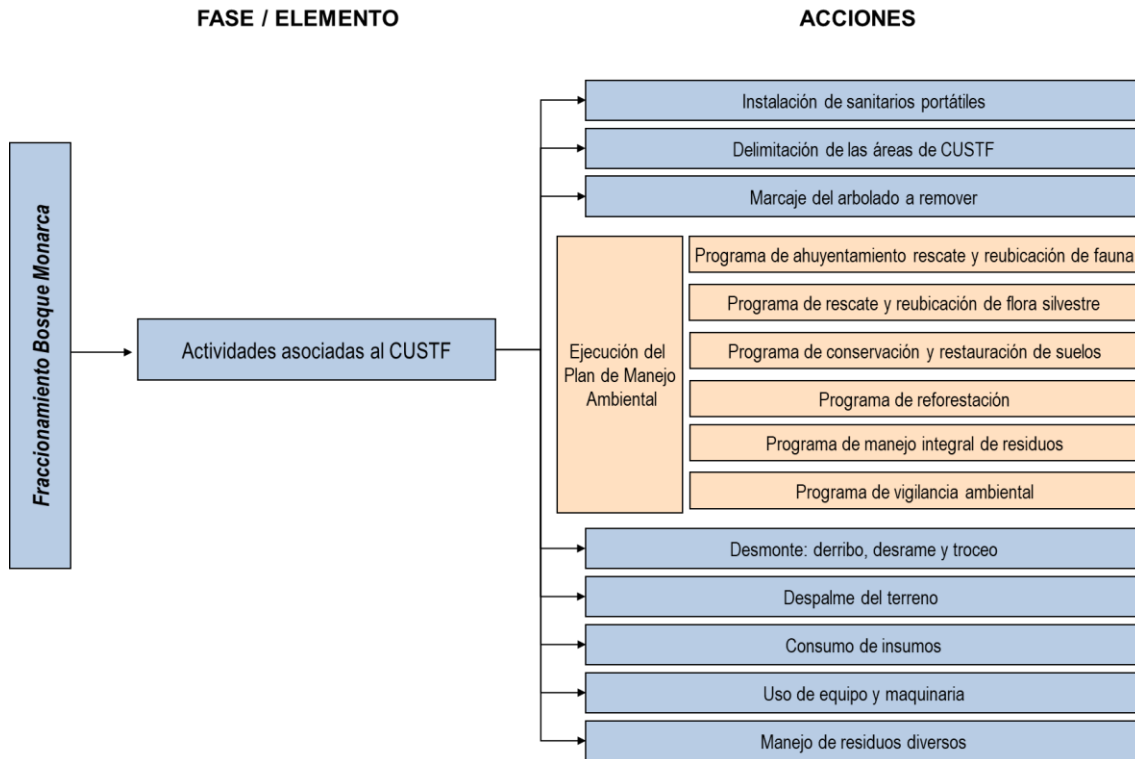 FASE / ELEMENTO
ACCIONES
Fraccionamiento Bosque Monarca
Actividades asociadas al CUSTF
Instalación de sanitarios portátiles
Delimitación de las áreas de CUSTF
Marcaje del arbolado a remover
Ejecución del
Plan de Manejo
Ambiental
Programa de ahuyentamiento rescate y reubicación de fauna
Programa de rescate y reubicación de flora silvestre
Programa de conservación y restauración de suelos
Programa de reforestación
Programa de manejo integral de residuos
Programa de vigilancia ambiental
Desmonte: derribo, desrame y troceo
Despalme del terreno
Consumo de insumos
Uso de equipo y maquinaria
Manejo de residuos diversos